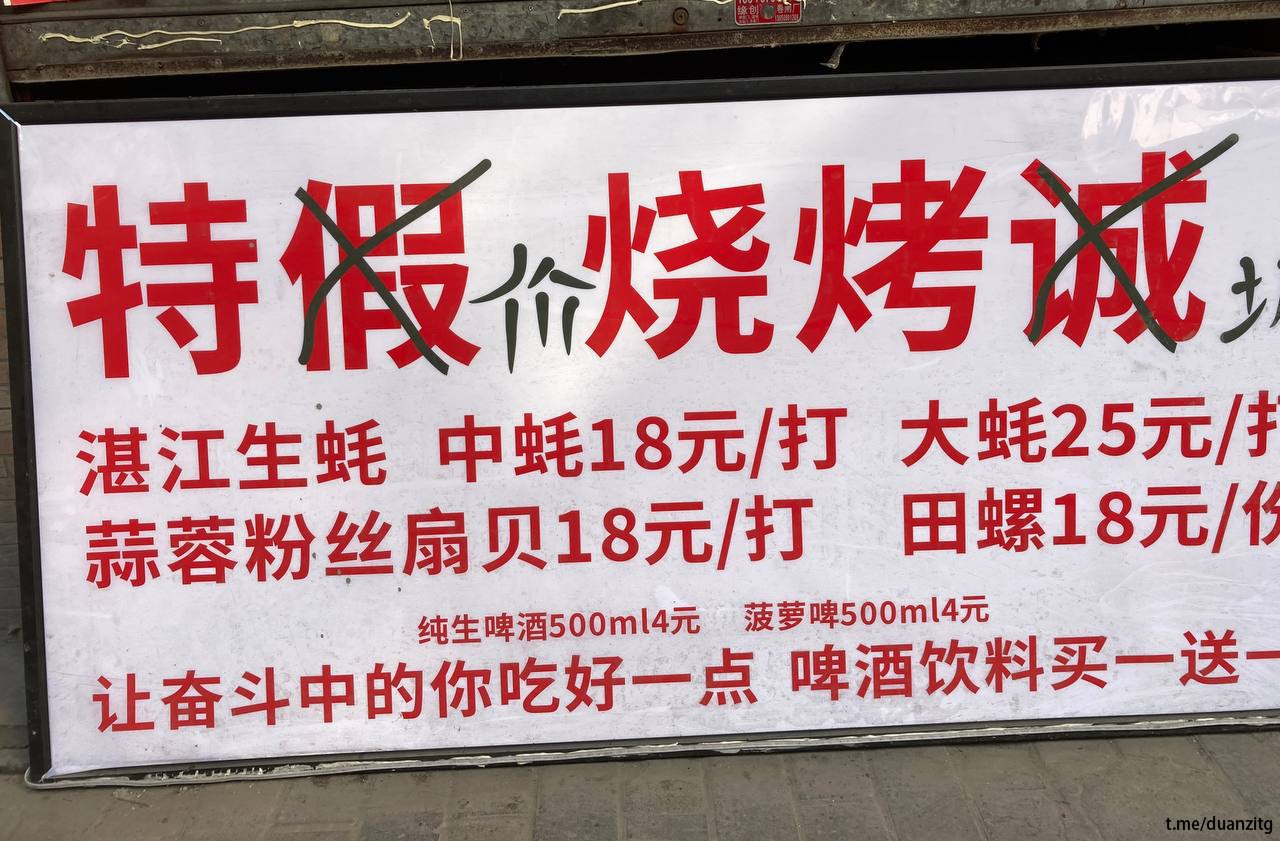 特假价烧烤诚
湛江生蚝 中蚝18元/打 大蚝25元/打
蒜蓉粉丝扇贝18元/打 田螺18元/份
纯生啤酒500ml4元 菠萝啤500ml4元
让奋斗中的你吃好一点 啤酒饮料买一送一
t.me/duanzitg